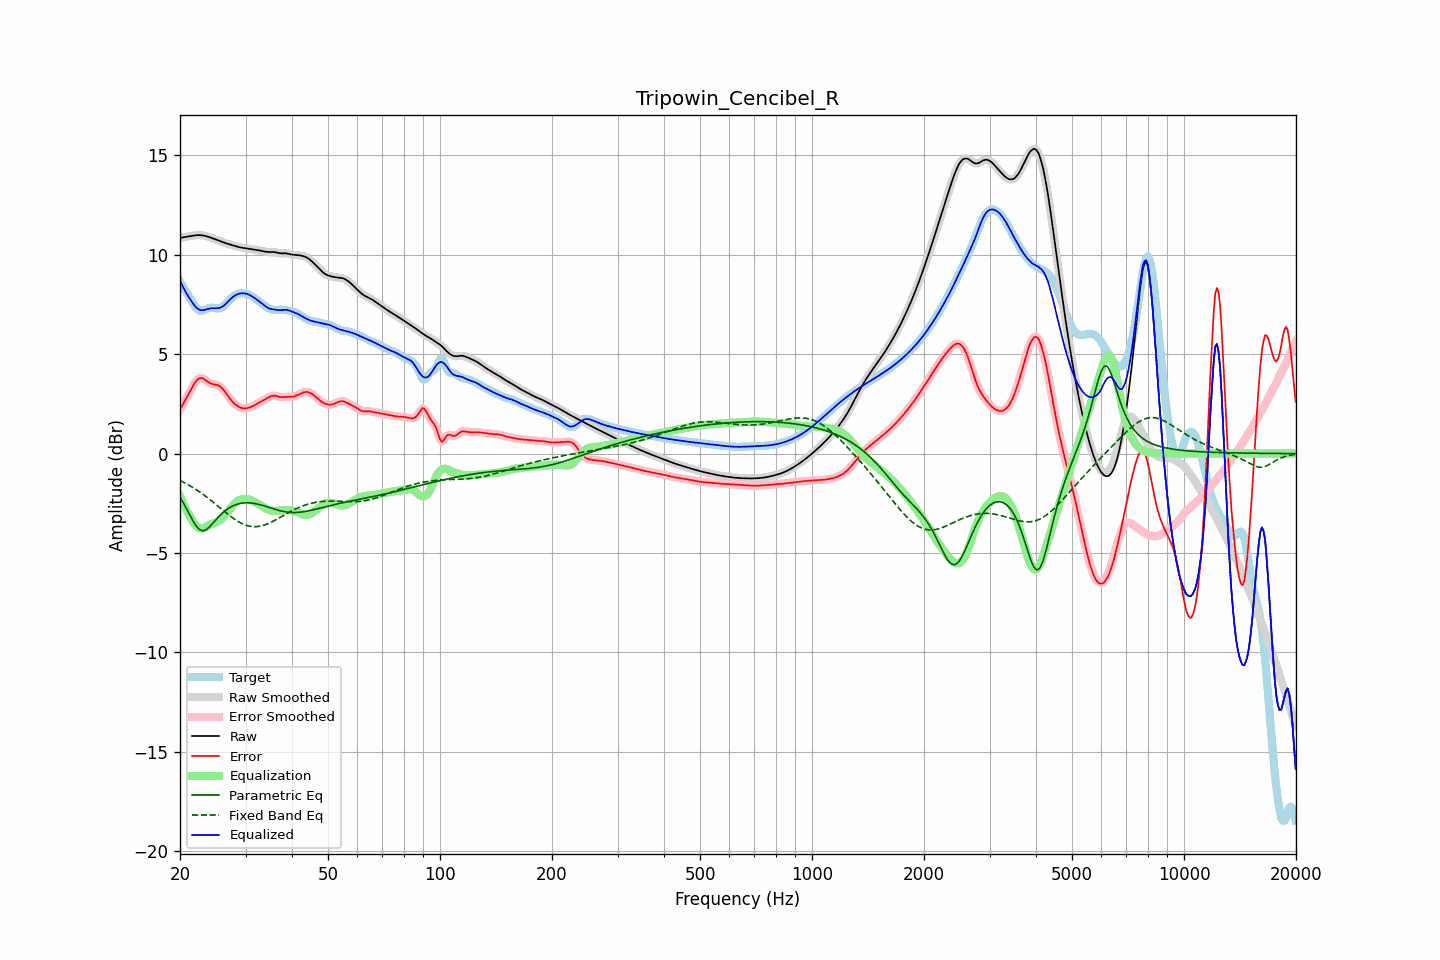 Tripowin_Cencibel_R
Amplitude (dBr)
15
10
5
0
−5
−10
−15
−20
Target
Raw Smoothed
Error Smoothed
Raw
Error
Equalization
Parametric Eq
Fixed Band Eq
Equalized
20 50 100 200 500 1000 2000 5000 10000 20000
Frequency (Hz)